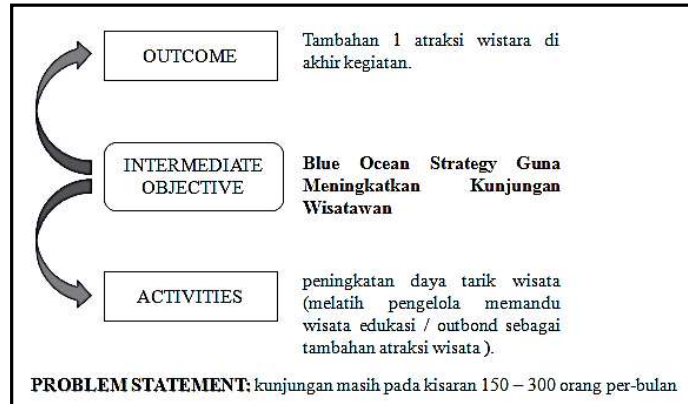 OUTCOME
Tambahan 1 atraksi wistara di
akhir kegiatan.
INTERMEDIATE
OBJECTIVE
Blue Ocean Strategy Guna
Meningkatkan Kunjungan
Wisatawan
ACTIVITIES
peningkatan daya tarik wisata
(melatih pengelola memandu
wisata edukasi / outbond sebagai
tambahan atraksi wisata ).
PROBLEM STATEMENT: kunjungan masih pada kisaran 150 – 300 orang per-bulan